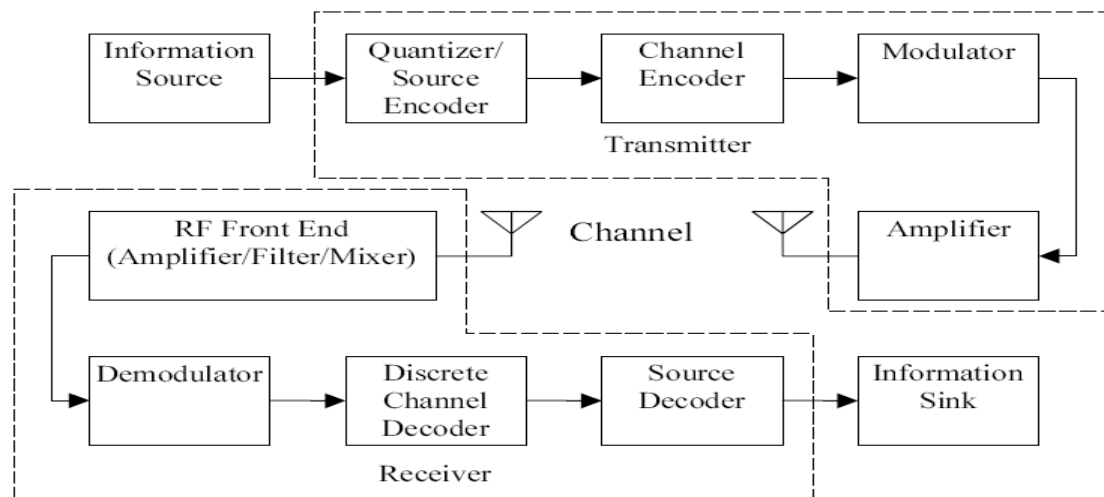 Information
Source
Quantizer/
Source
Encoder
Channel
Encoder
Modulator
Transmitter
RF Front End
(Amplifier/Filter/Mixer)
Channel
Amplifier
Demodulator
Discrete
Channel
Decoder
Source
Decoder
Information
Sink
Receiver